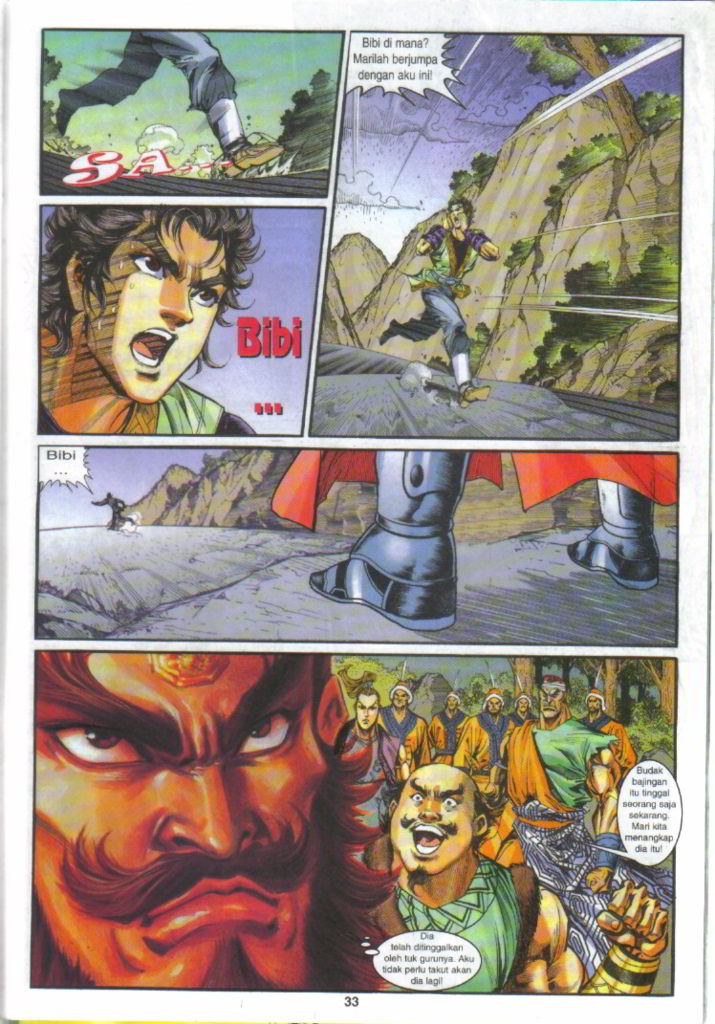 SA...
Bibi di mana?
Marilah berjumpa
dengan aku ini!
Bibi
...
Bibi
...
Budak
bajingan
itu tinggal
seorang saja
sekarang.
Mari kita
menangkap
dia itu!
Dia
telah ditinggalkan
oleh tuk gurunya. Aku
tidak perlu takut akan
dia lagi!
33